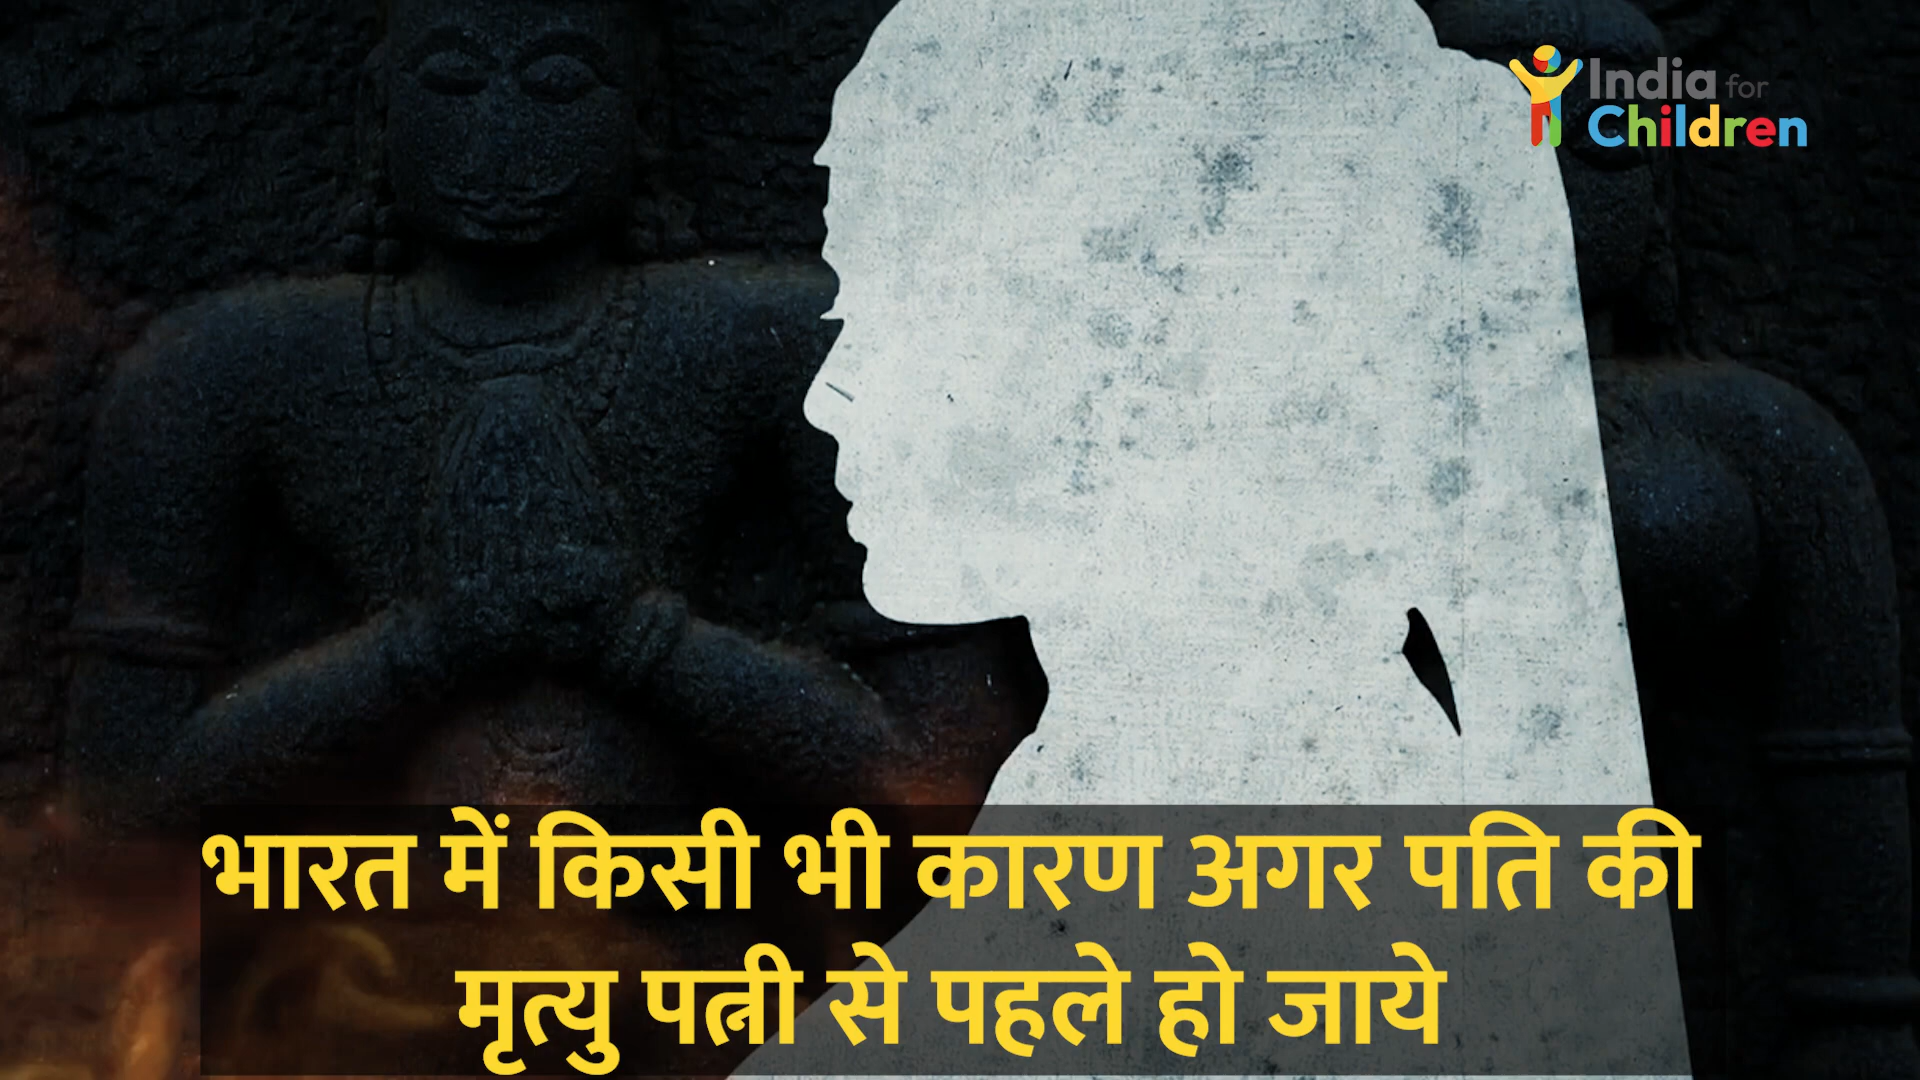 India for
Children
भारत में किसी भी कारण अगर पति की
मृत्यु पत्नी से पहले हो जाये